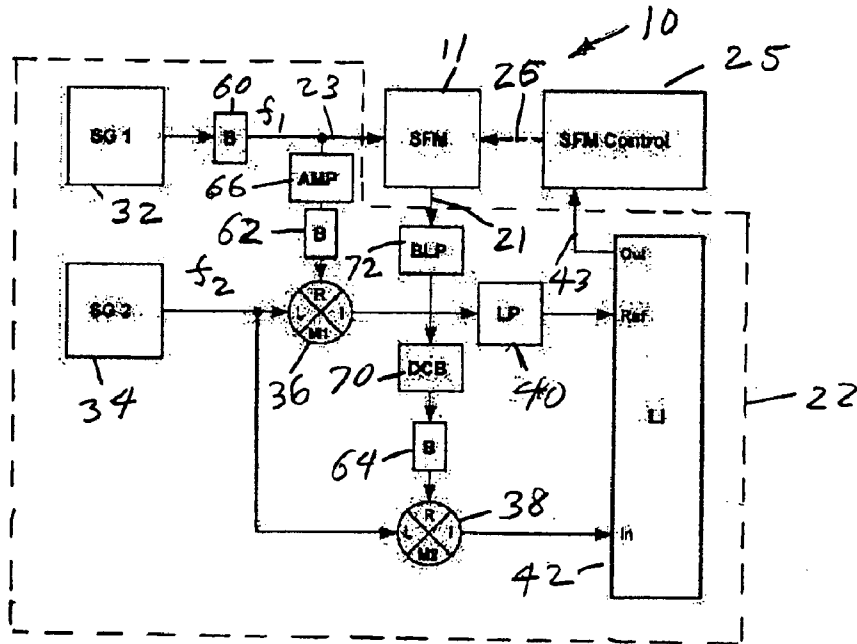 10
11
25
60
f1
23
26
SG 1
B
SFM
SFM Control
66
AMP
32
62
B
72
BLP
21
43
Out
f2
SG 2
R
L
I
M1
LP
Ref
34
36
70
DCB
40
LI
22
64
B
R
L
I
M2
38
In
42